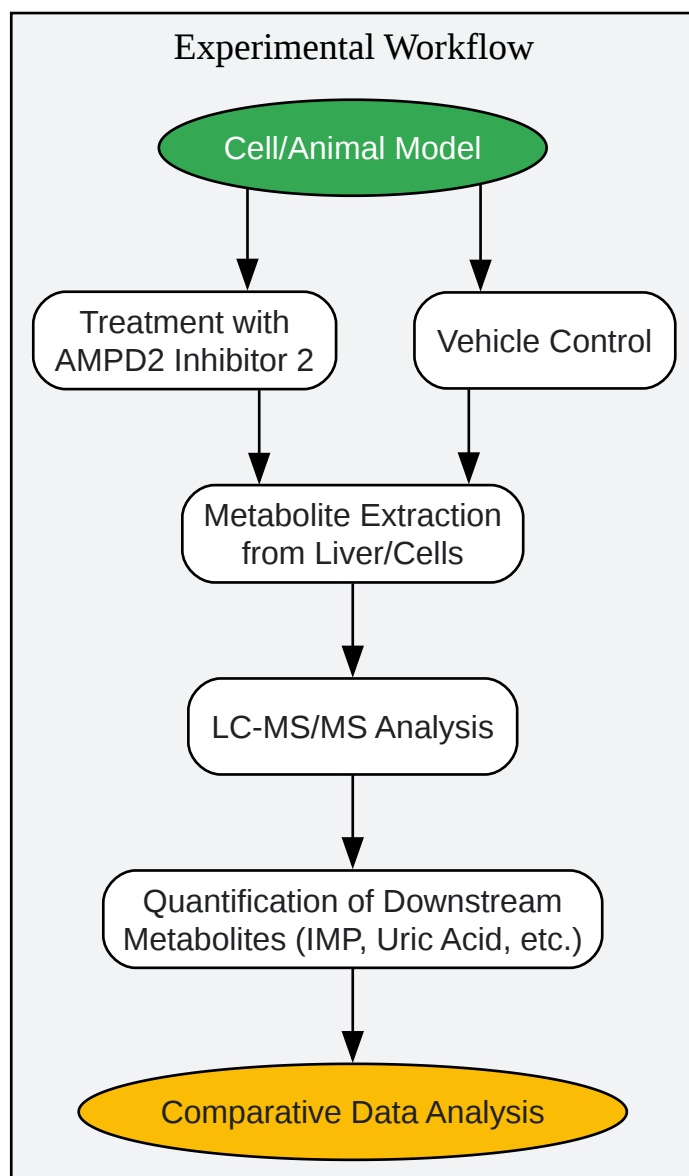 Experimental Workflow
Cell/Animal Model
Treatment with
AMPD2 Inhibitor 2
Vehicle Control
Metabolite Extraction
from Liver/Cells
LC-MS/MS Analysis
Quantification of Downstream
Metabolites (IMP, Uric Acid, etc.)
Comparative Data Analysis